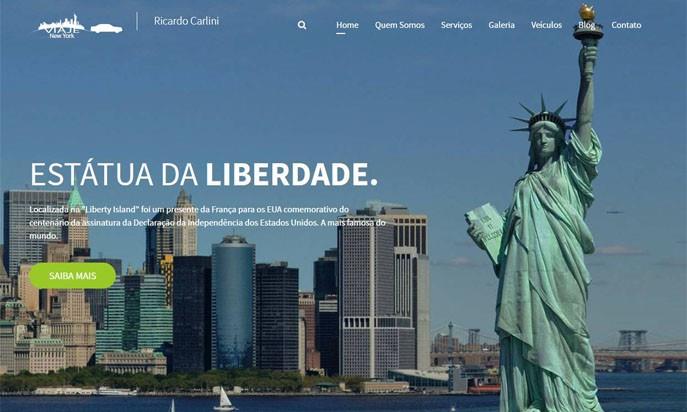 VIAJE
New York
Ricardo Carlini
Home Quem Somos Serviços Galeria Veículos Blog Contato
ESTÁTUA DA LIBERDADE.
Localizada na "Liberty Island" foi um presente da França para os EUA comemorativo do
centenário da assinatura da Declaração da Independência dos Estados Unidos. A mais famosa do
mundo.
SAIBA MAIS